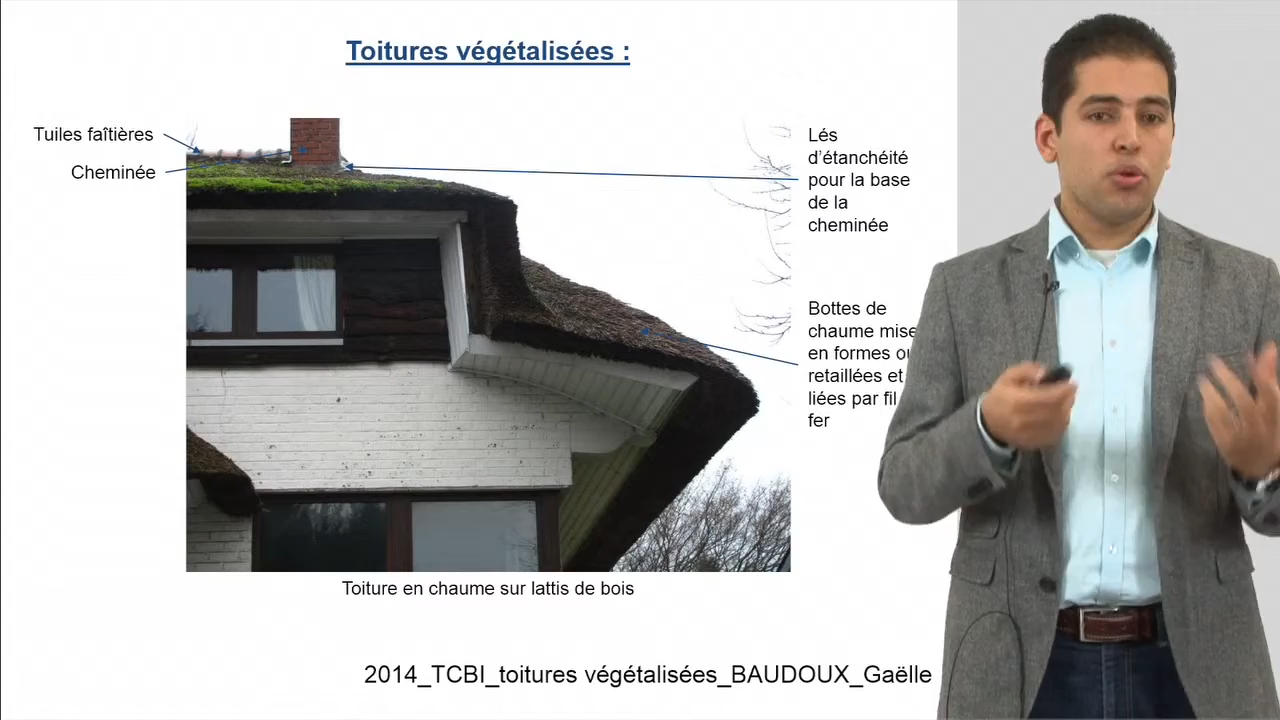 Toitures végétalisées :
Tuiles faîtières
Cheminée
Lés
d’étanchéité
pour la base
de la
cheminée
Bottes de
chaume mise
en formes
retaillées et
liées par fil
fer
Toiture en chaume sur lattis de bois
2014_TCBI_toitures végétalisées_BAUDOUX_Gaëlle